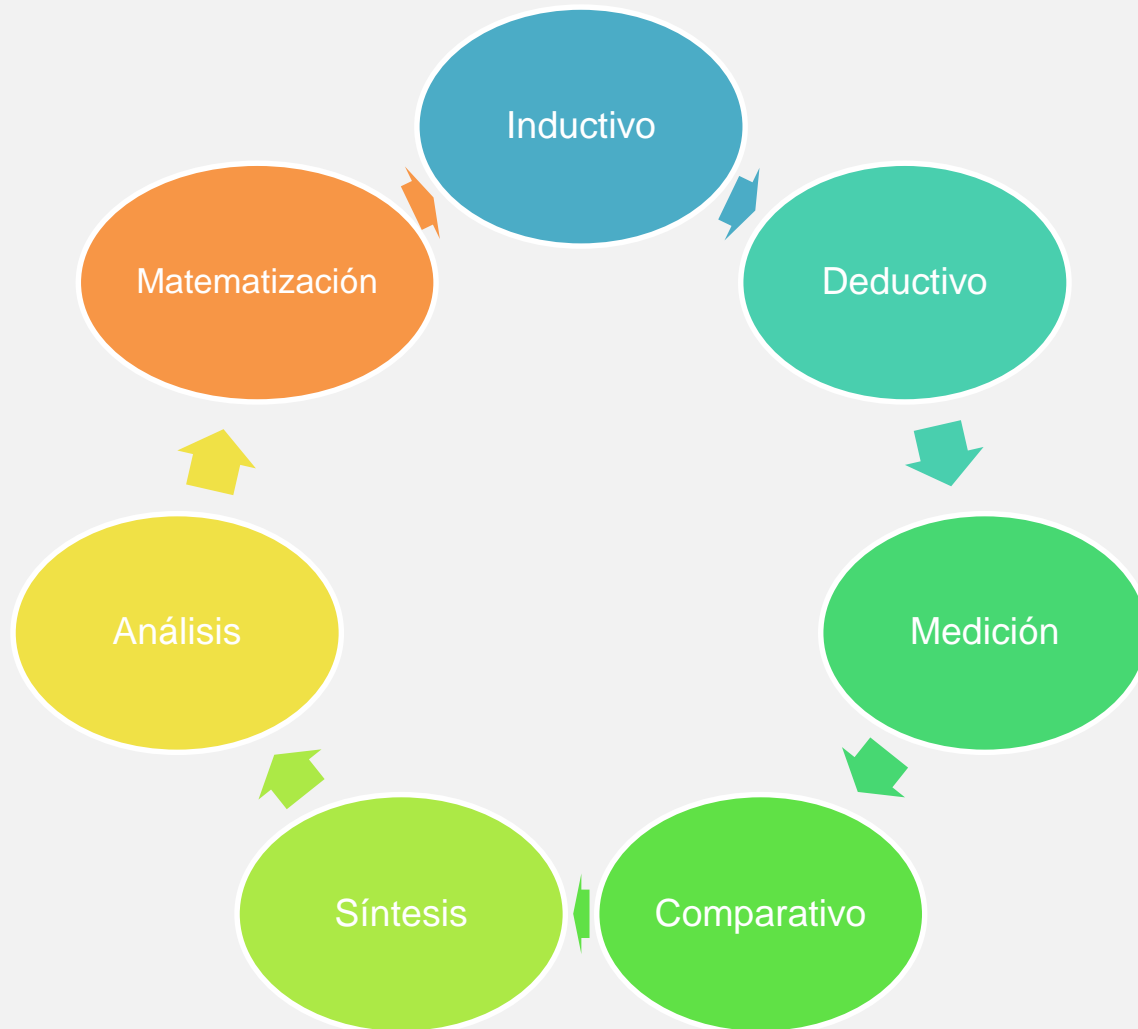 Inductivo
Deductivo
Medición
Comparativo
Síntesis
Análisis
Matematización